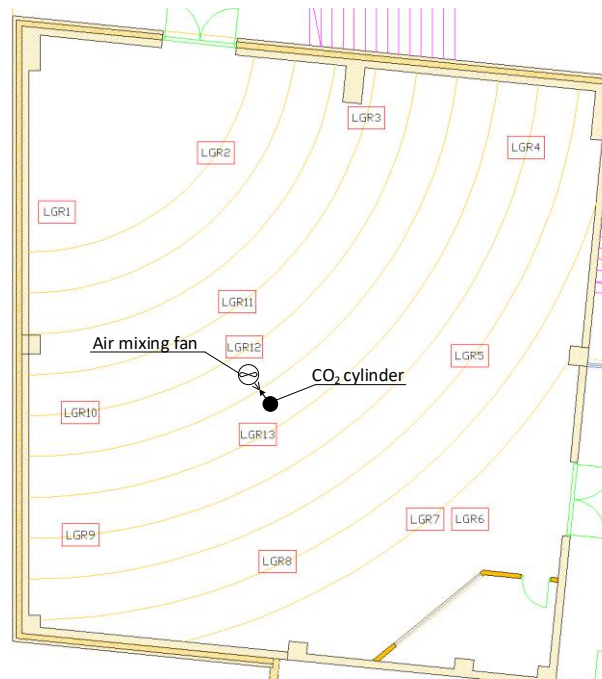 LGR3
LGR4
LGR2
LGR1
LGR11
Air mixing fan
LGR12
LGR5
CO₂ cylinder
LGR10
LGR13
LGR7
LGR6
LGR9
LGR8